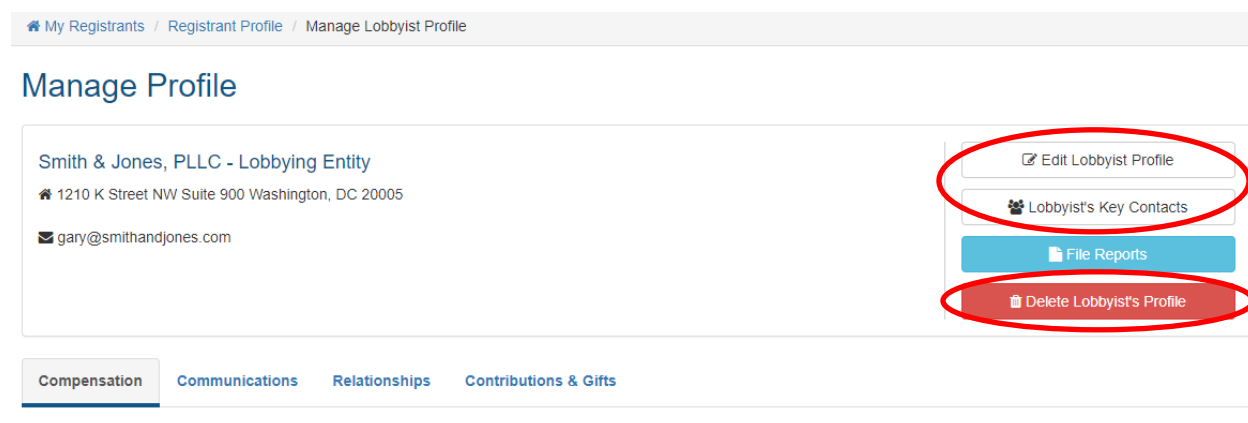 My Registrants / Registrant Profile / Manage Lobbyist Profile
Manage Profile
Smith & Jones, PLLC - Lobbying Entity
1210 K Street NW Suite 900 Washington, DC 20005
gary@smithandjones.com
Edit Lobbyist Profile
Lobbyist's Key Contacts
File Reports
Delete Lobbyist's Profile
Compensation Communications Relationships Contributions & Gifts